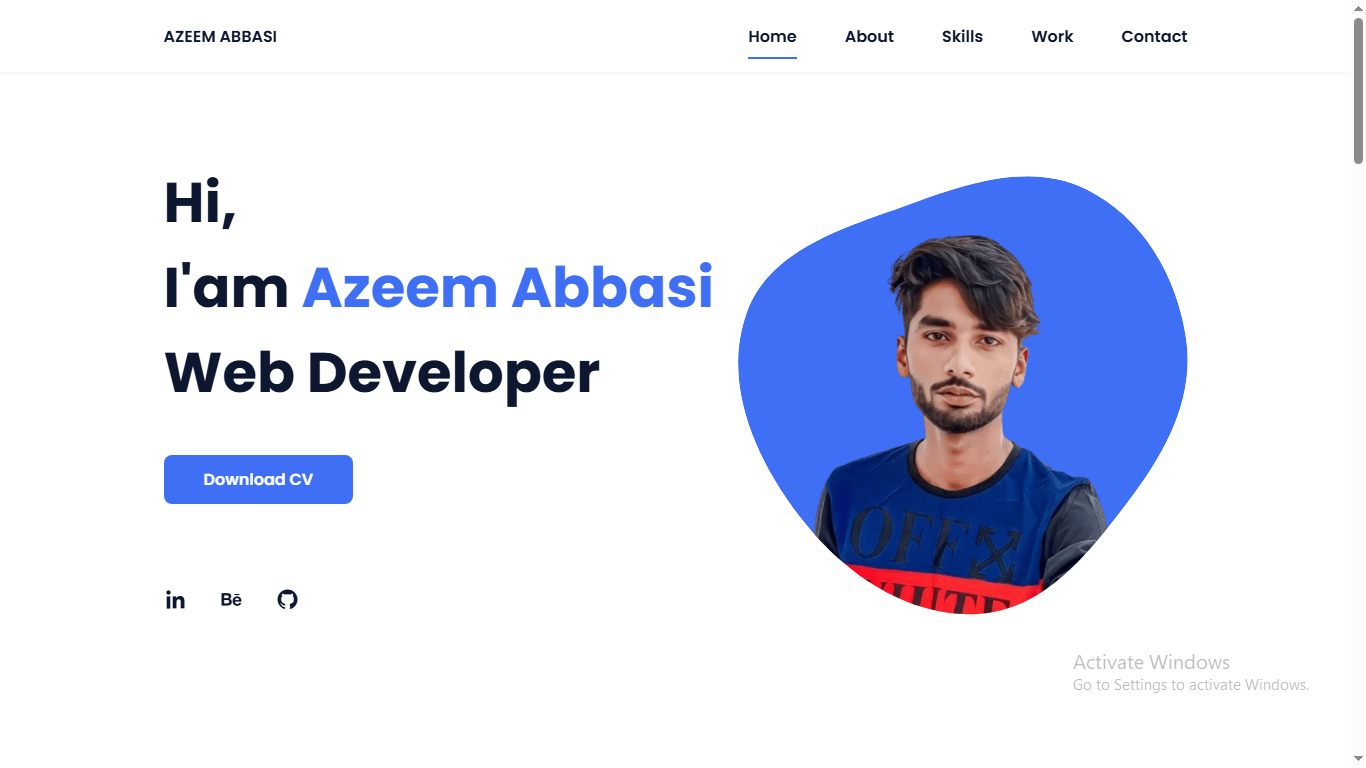 AZEEM ABBASI
Home About Skills Work Contact
Hi,
I'am Azeem Abbasi
Web Developer
Download CV
in Bē
OFF
WHITE
Activate Windows
Go to Settings to activate Windows.